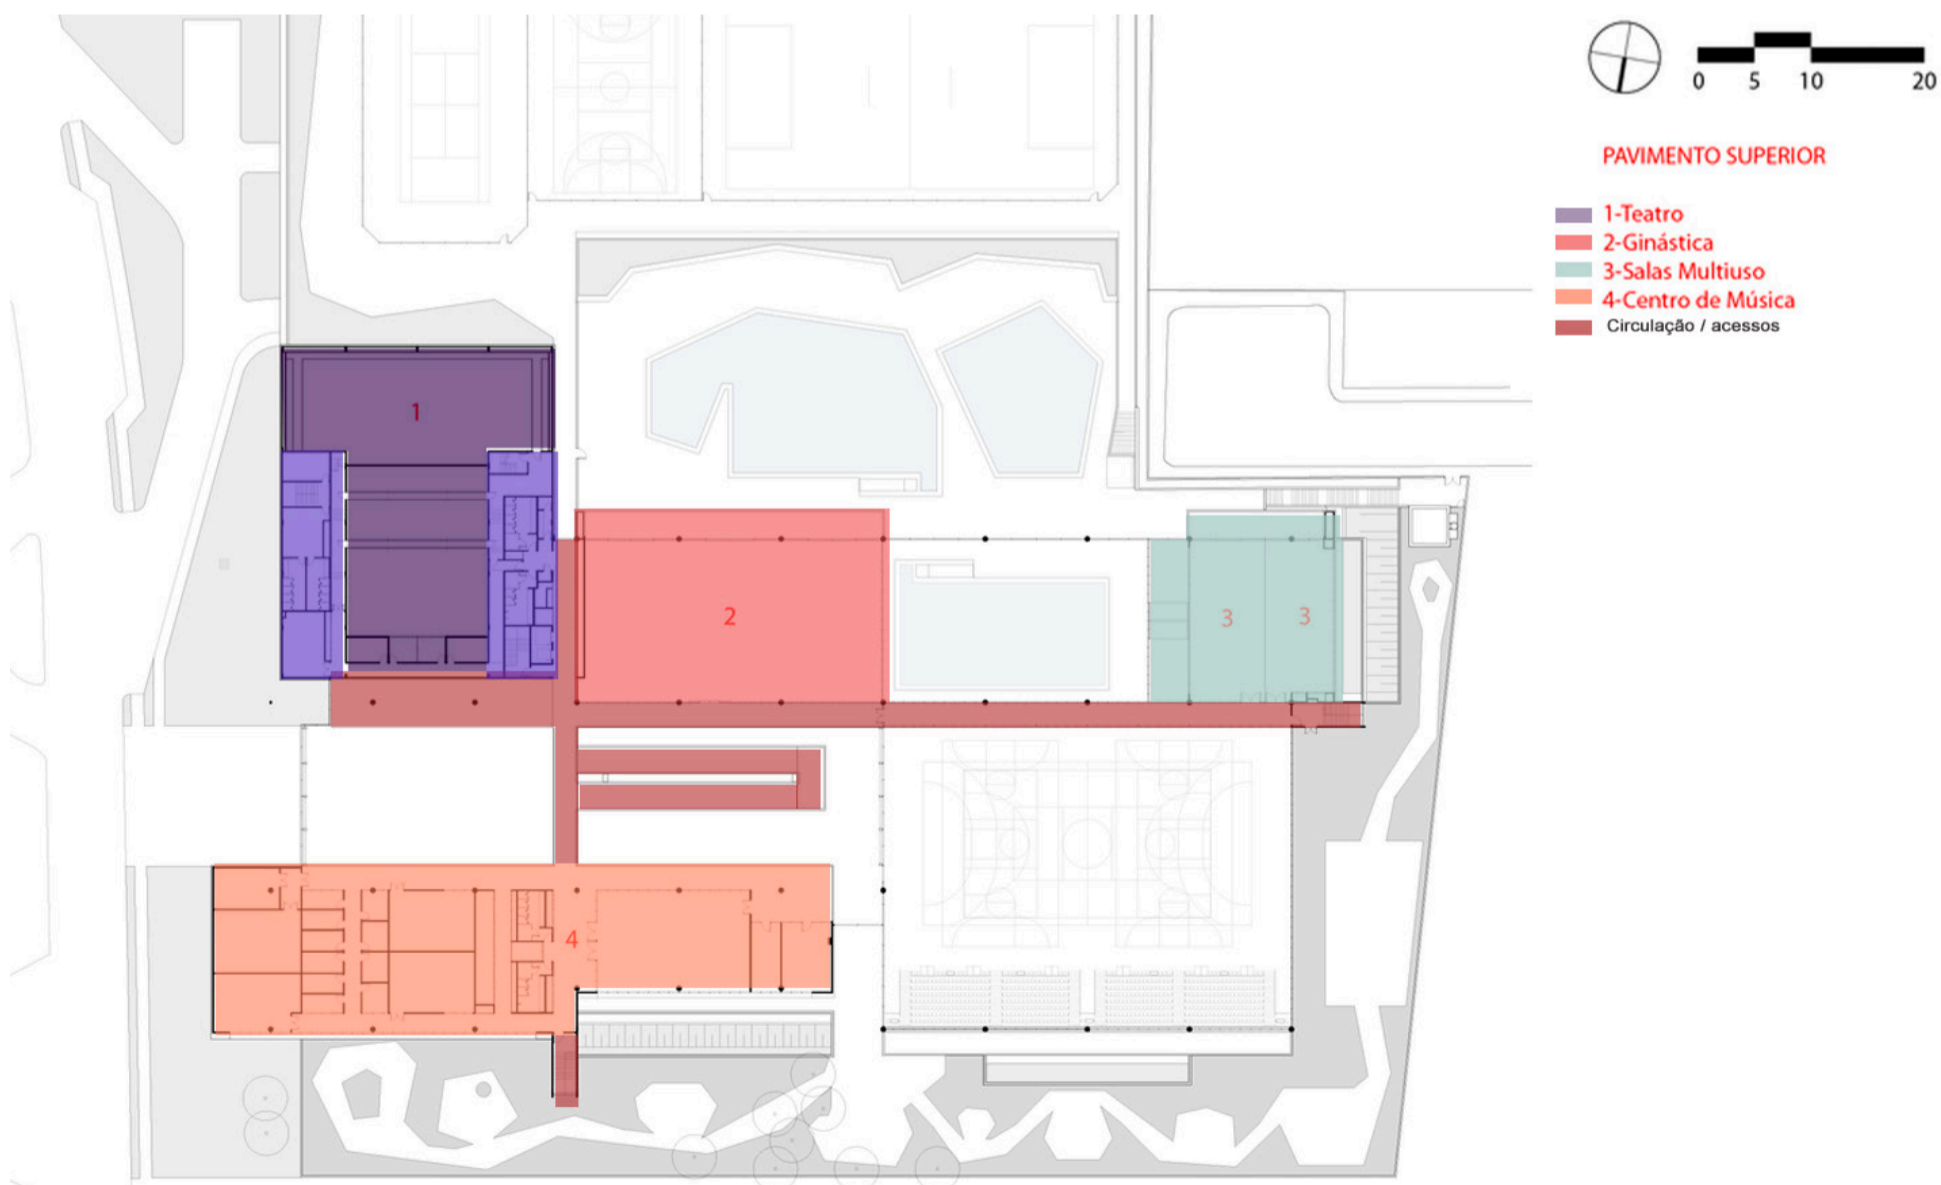 0 5 10 20
PAVIMENTO SUPERIOR
1-Teatro
2-Ginástica
3-Salas Multiuso
4-Centro de Música
Circulação / acessos
1
2
3 3
4